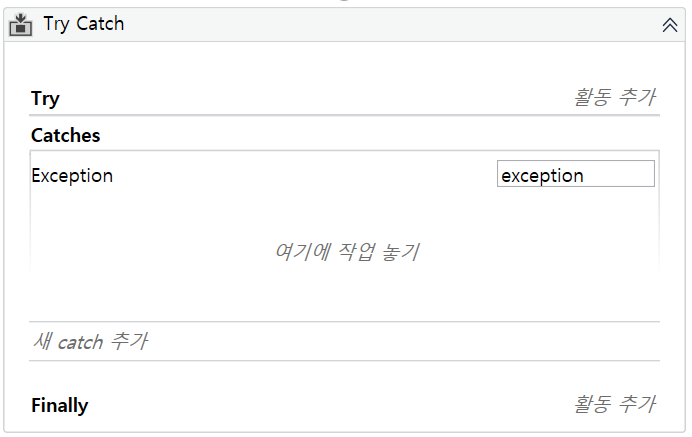 Try Catch
Try 활동 추가
Catches
Exception exception
여기에 작업 놓기
새 catch 추가
Finally 활동 추가